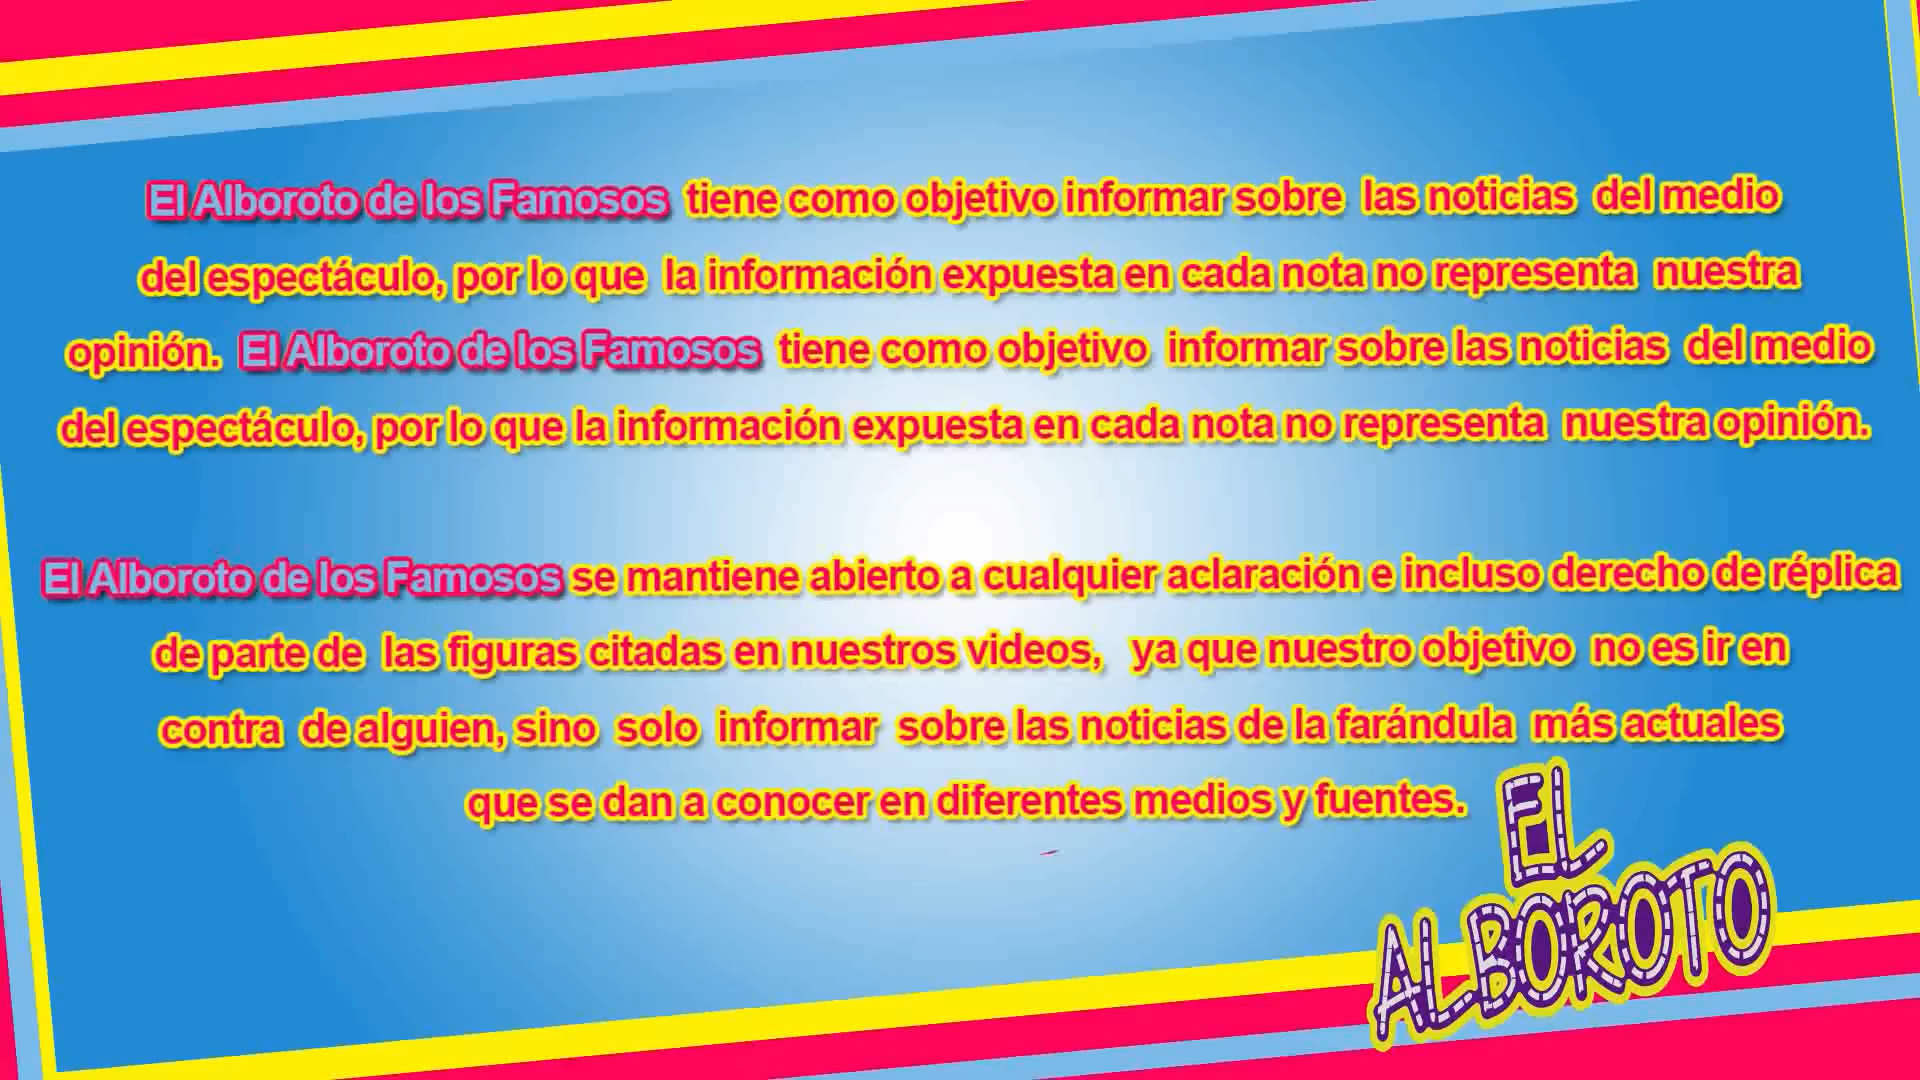 El Alboroto de los Famosos tiene como objetivo informar sobre las noticias del medio
del espectáculo, por lo que la información expuesta en cada nota no representa nuestra
opinión. El Alboroto de los Famosos tiene como objetivo informar sobre las noticias del medio
del espectáculo, por lo que la información expuesta en cada nota no representa nuestra opinión.
El Alboroto de los Famosos se mantiene abierto a cualquier aclaración e incluso derecho de réplica
de parte de las figuras citadas en nuestros videos, ya que nuestro objetivo no es ir en
contra de alguien, sino solo informar sobre las noticias de la farándula más actuales
que se dan a conocer en diferentes medios y fuentes.
EL
ALBOROTO